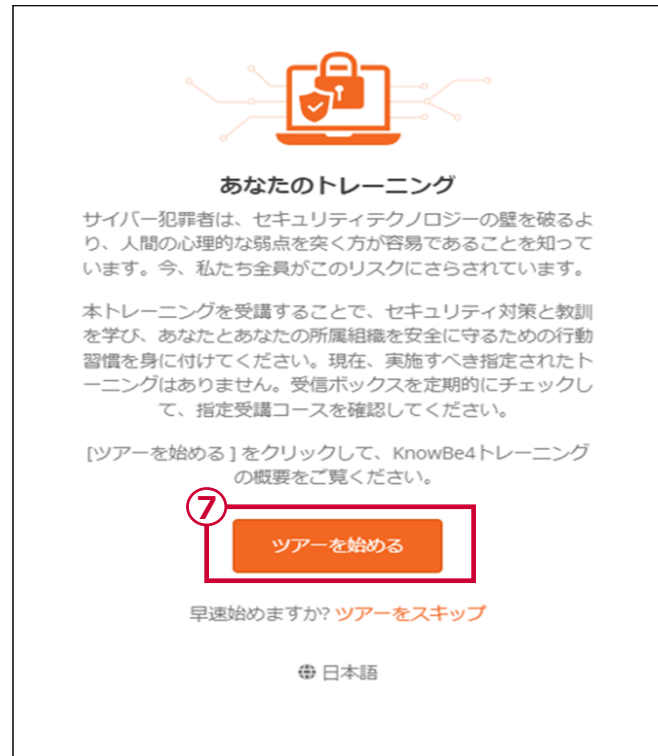 あなたのトレーニング
サイバー犯罪者は、セキュリティテクノロジーの壁を破るよ
り、人間の心理的な弱点を突く方が容易であることを知って
います。今、私たち全員がこのリスクにさらされています。
本トレーニングを受講することで、セキュリティ対策と教訓
を学び、あなたとあなたの所属組織を安全に守るための行動
習慣を身に付けてください。現在、実施すべき指定されたト
ーニングはありません。受信ボックスを定期的にチェックし
て、指定受講コースを確認してください。
[ツアーを始める ] をクリックして、KnowBe4トレーニング
の概要をご覧ください。
⑦
ツアーを始める
早速始めますか? ツアーをスキップ
日本語